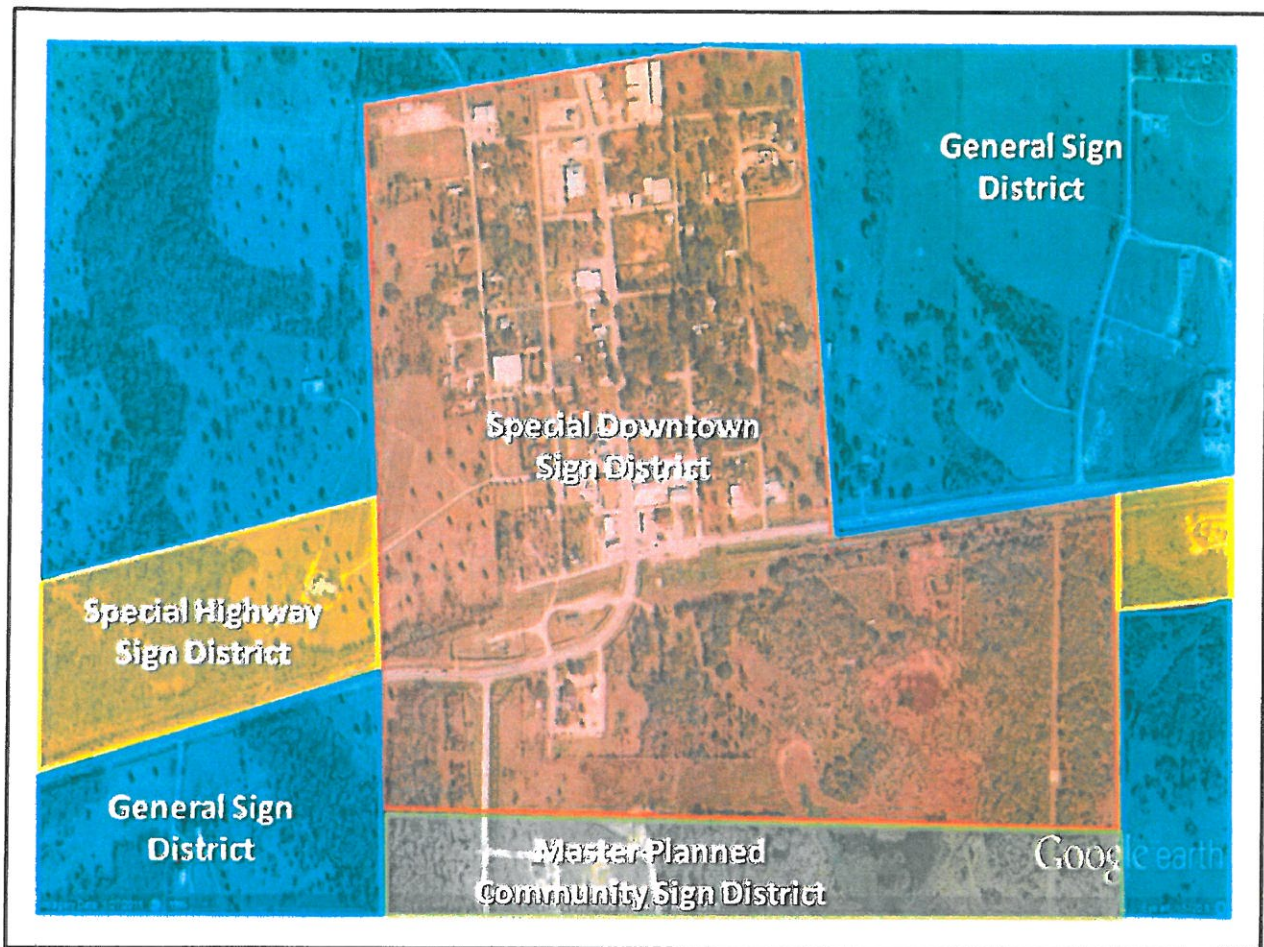 General Sign
District
Special Downtown
Sign District
Special Highway
Sign District
General Sign
District
Master Planned
Community Sign District
Google earth